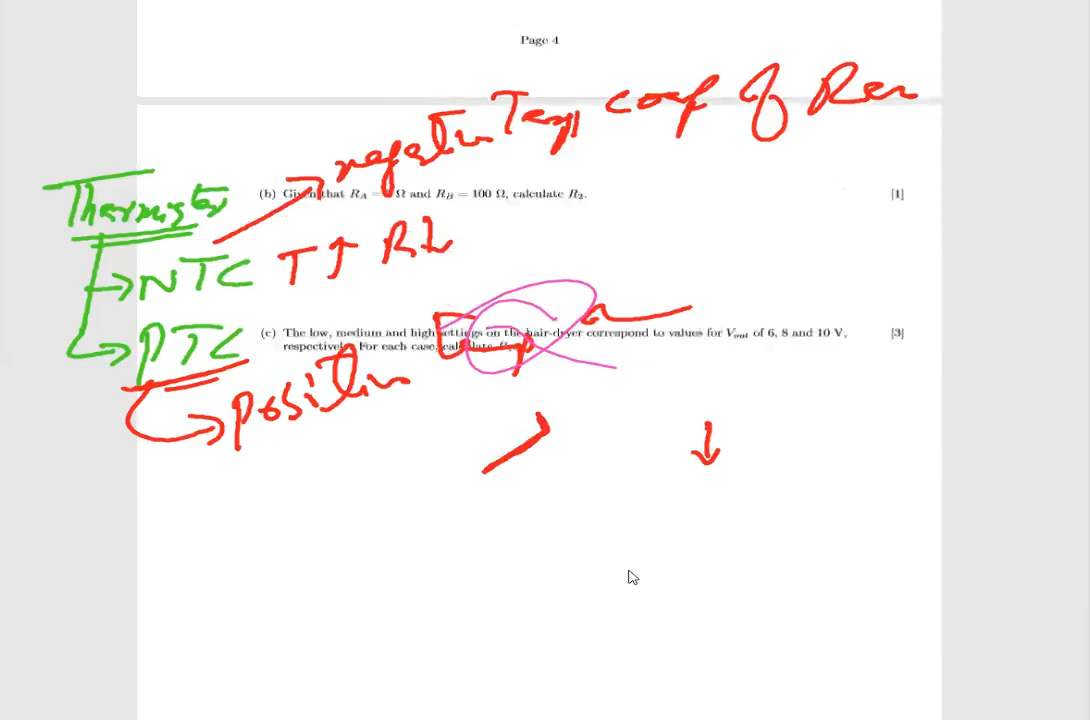 Page 4
negative Temp coef of Res
Thermister
(b) Given that R_A = Ω and R_B = 100 Ω, calculate R_2. [1]
NTC T↑ R↓
(c) The low, medium and high settings on the hair-dryer correspond to values for V_out of 6, 8 and 10 V, [3]
respectively. For each case, calculate
PTC
positive